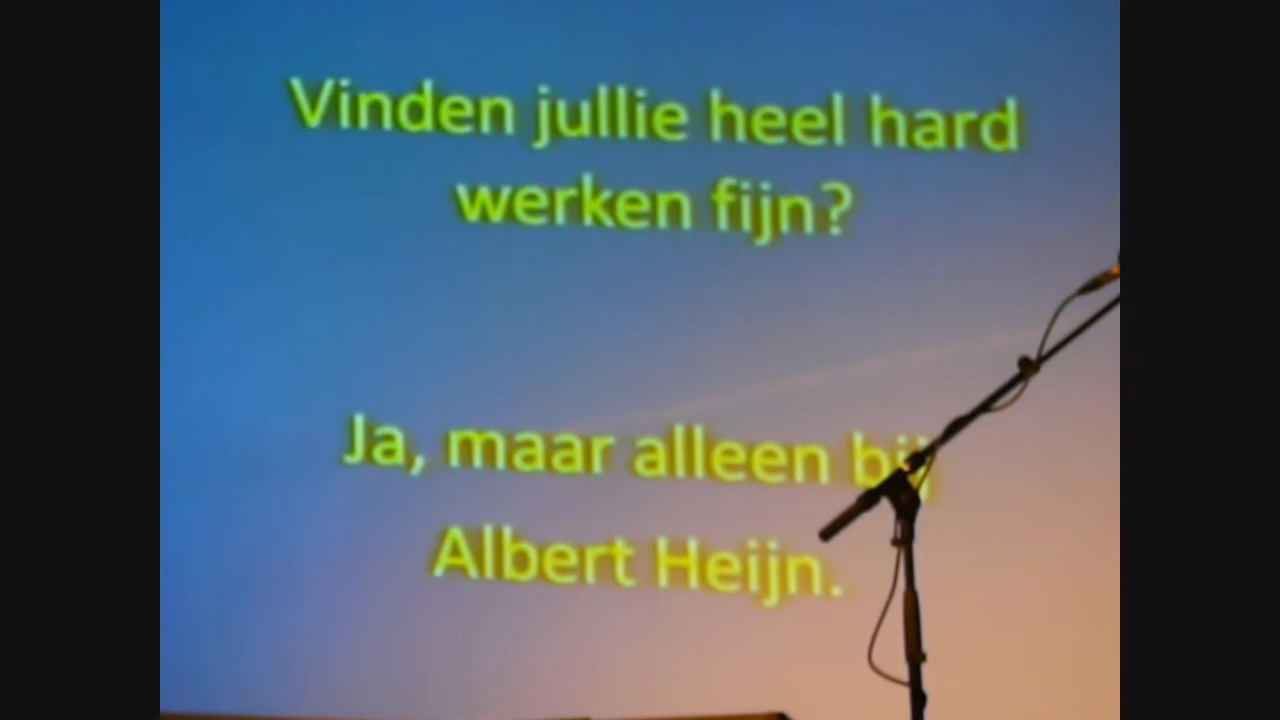 Vinden jullie heel hard
werken fijn?
Ja, maar alleen bij
Albert Heijn.